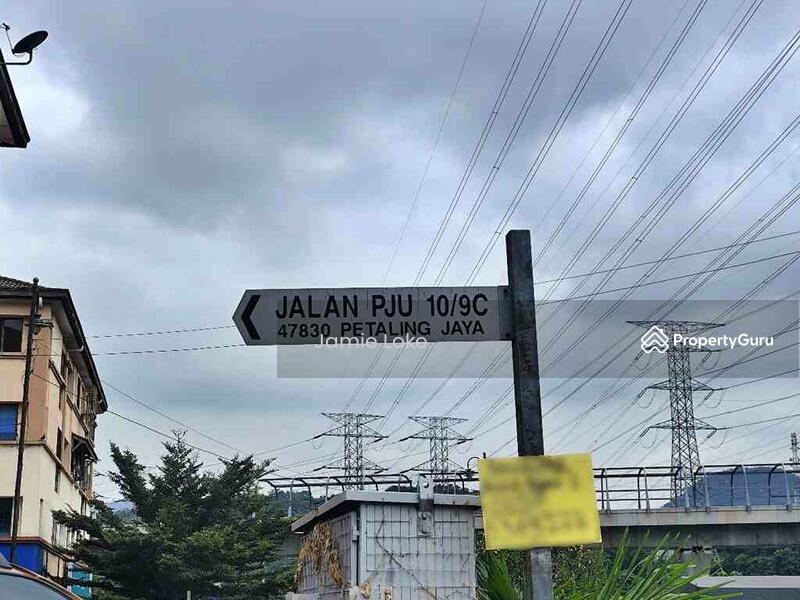 JALAN PJU 10/9C
47830 PETALING JAYA
Jamie Loke
PropertyGuru